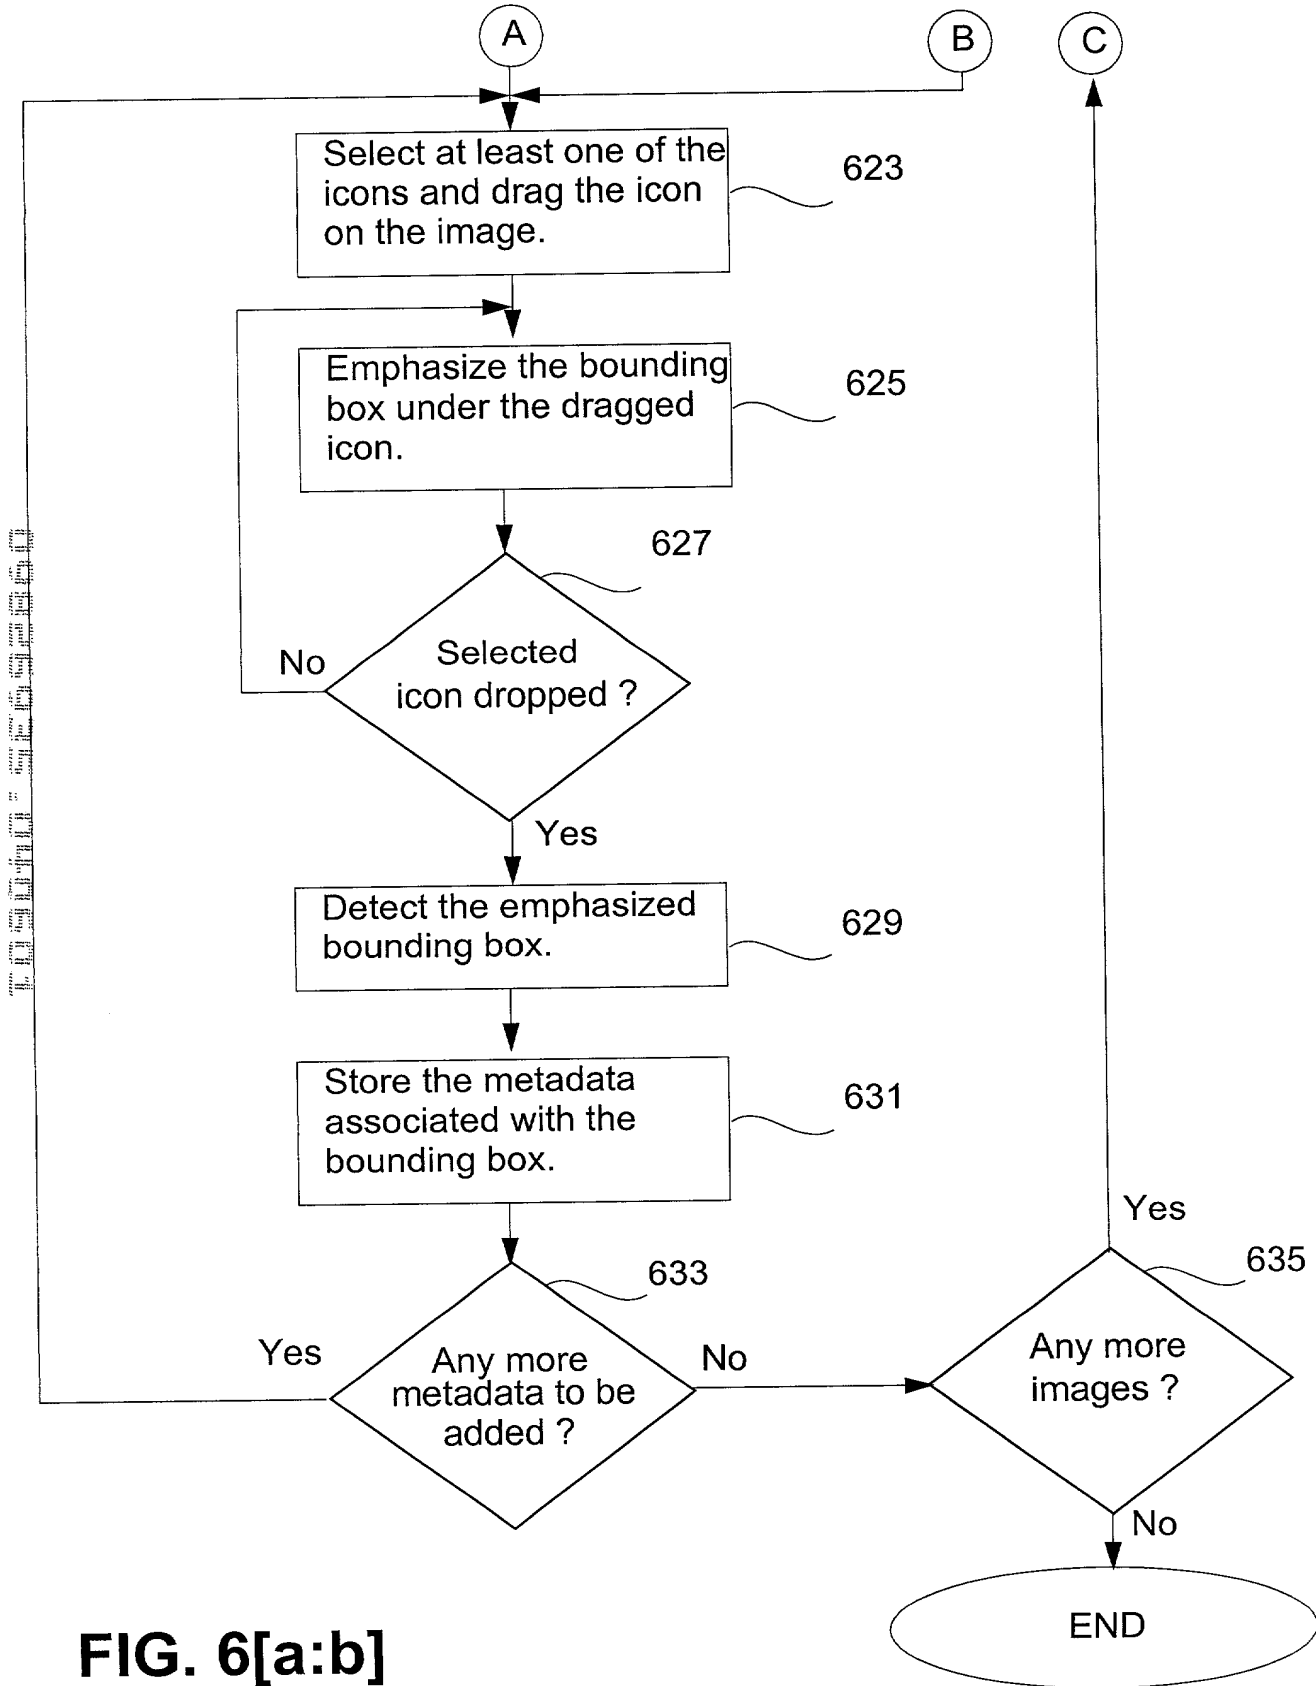 A
B
C
Select at least one of the
icons and drag the icon
on the image.
623
Emphasize the bounding
box under the dragged
icon.
625
627
Selected
icon dropped ?
No
Yes
Detect the emphasized
bounding box.
629
Store the metadata
associated with the
bounding box.
631
633
Any more
metadata to be
added ?
Yes
No
Yes
635
Any more
images ?
No
END
FIG. 6[a:b]